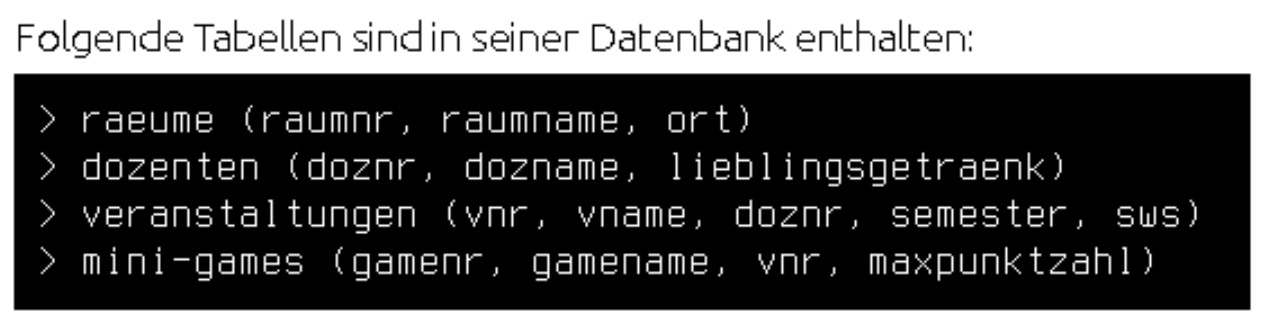 Folgende Tabellen sind in seiner Datenbank enthalten:
> raeume (raumnr, raumname, ort)
> dozenten (doznr, dozname, lieblingsgetraenk)
> veranstaltungen (vnr, vname, doznr, semester, sws)
> mini-games (gamenr, gamename, vnr, maxpunktzahl)